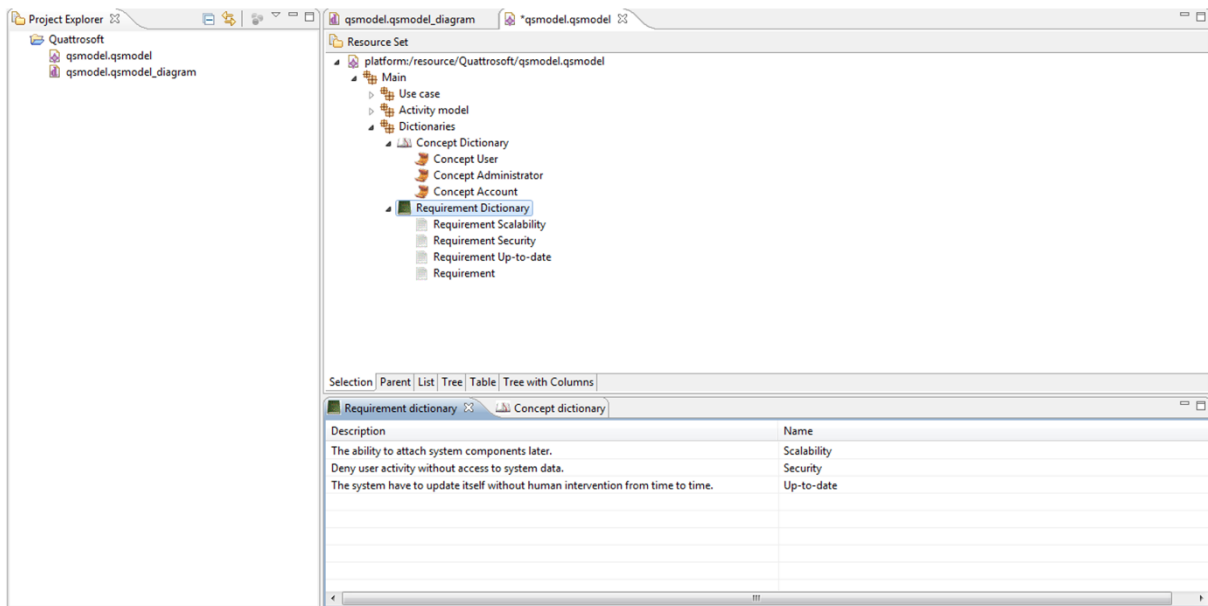 Project Explorer
Quattrosoft
qsmodel.qsmodel
qsmodel.qsmodel_diagram
qsmodel.qsmodel_diagram
*qsmodel.qsmodel
Resource Set
platform:/resource/Quattrosoft/qsmodel.qsmodel
Main
Use case
Activity model
Dictionaries
Concept Dictionary
Concept User
Concept Administrator
Concept Account
Requirement Dictionary
Requirement Scalability
Requirement Security
Requirement Up-to-date
Requirement
Selection Parent List Tree Table Tree with Columns
Requirement dictionary Concept dictionary
Description Name
The ability to attach system components later. Scalability
Deny user activity without access to system data. Security
The system have to update itself without human intervention from time to time. Up-to-date